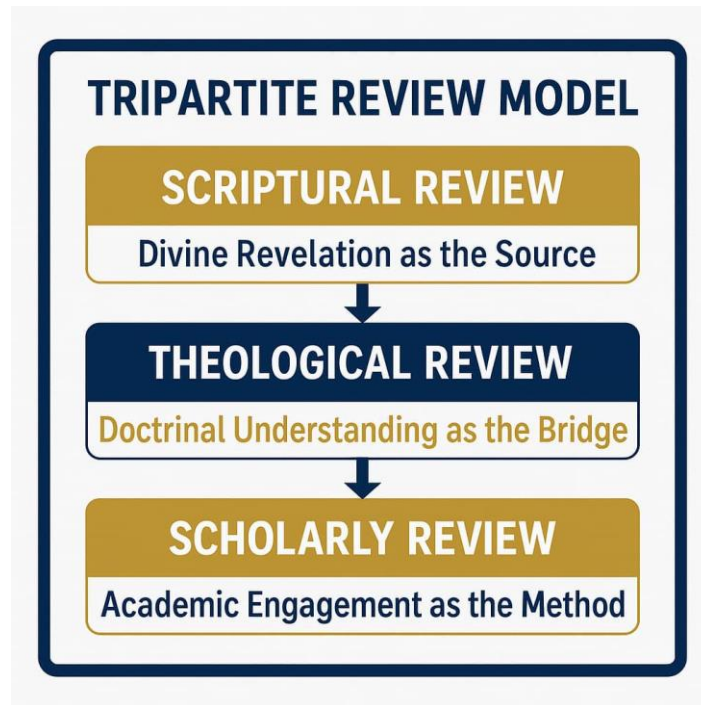 TRIPARTITE REVIEW MODEL
SCRIPTURAL REVIEW
Divine Revelation as the Source
THEOLOGICAL REVIEW
Doctrinal Understanding as the Bridge
SCHOLARLY REVIEW
Academic Engagement as the Method